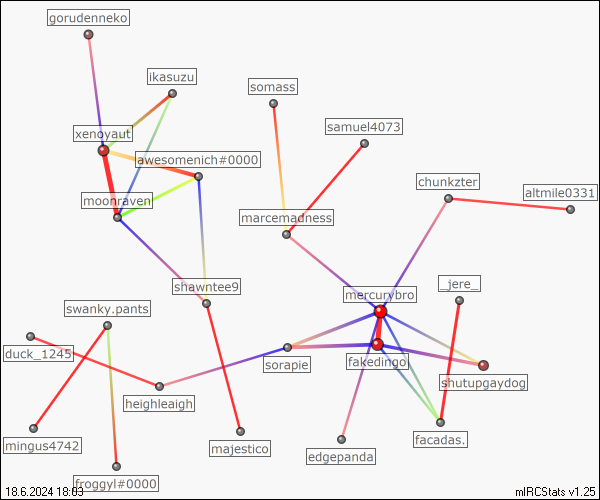 gorudenneko
ikasuzu
somass
samuel4073
xenoyaut
awesomenich#0000
chunkzter
altmile0331
moonraven
marcemadness
shawntee9
_jere_
mercurybro
swanky.pants
duck_1245
sorapie
fakedingo
shutupgaydog
heighleaigh
mingus4742
majestico
edgepanda
facadas.
froggyl#0000
18.6.2024 18:03
mIRCStats v1.25